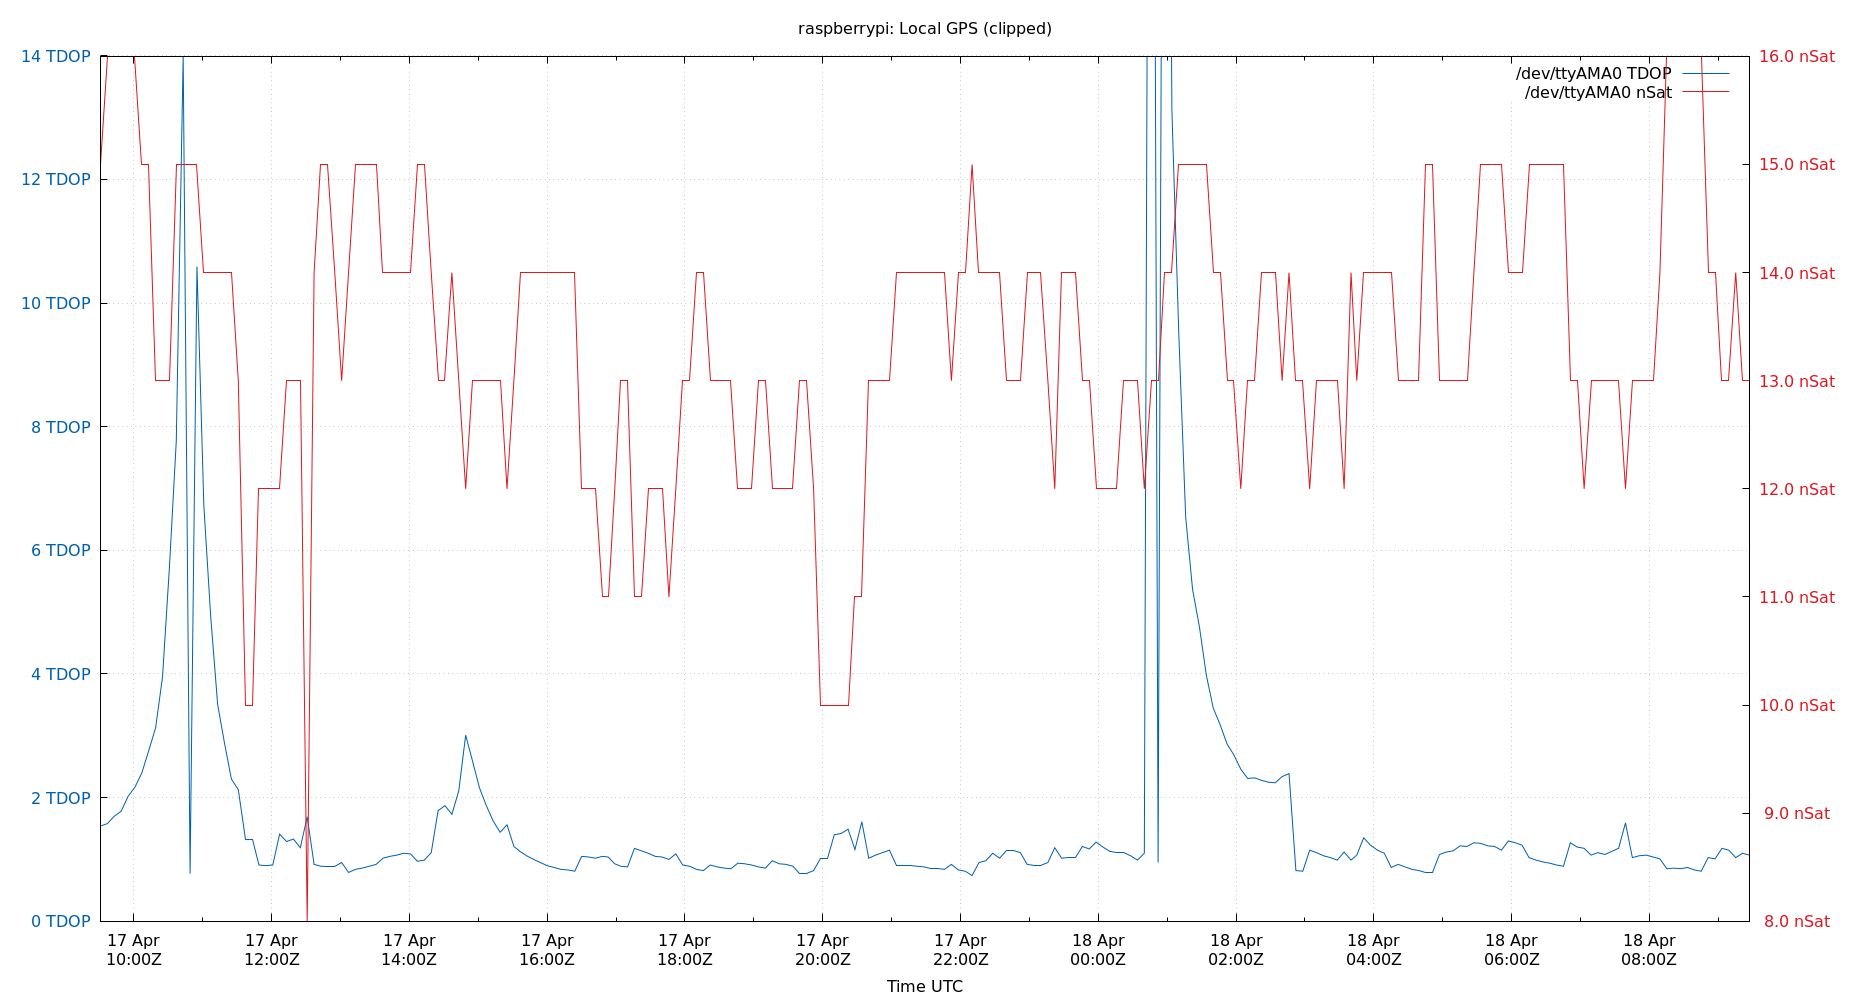 raspberrypi: Local GPS (clipped)
14 TDOP
12 TDOP
10 TDOP
8 TDOP
6 TDOP
4 TDOP
2 TDOP
0 TDOP
16.0 nSat
15.0 nSat
14.0 nSat
13.0 nSat
12.0 nSat
11.0 nSat
10.0 nSat
9.0 nSat
8.0 nSat
/dev/ttyAMA0 TDOP
/dev/ttyAMA0 nSat
17 Apr 17 Apr 17 Apr 17 Apr 17 Apr 17 Apr 17 Apr 18 Apr 18 Apr 18 Apr 18 Apr 18 Apr
10:00Z 12:00Z 14:00Z 16:00Z 18:00Z 20:00Z 22:00Z 00:00Z 02:00Z 04:00Z 06:00Z 08:00Z
Time UTC